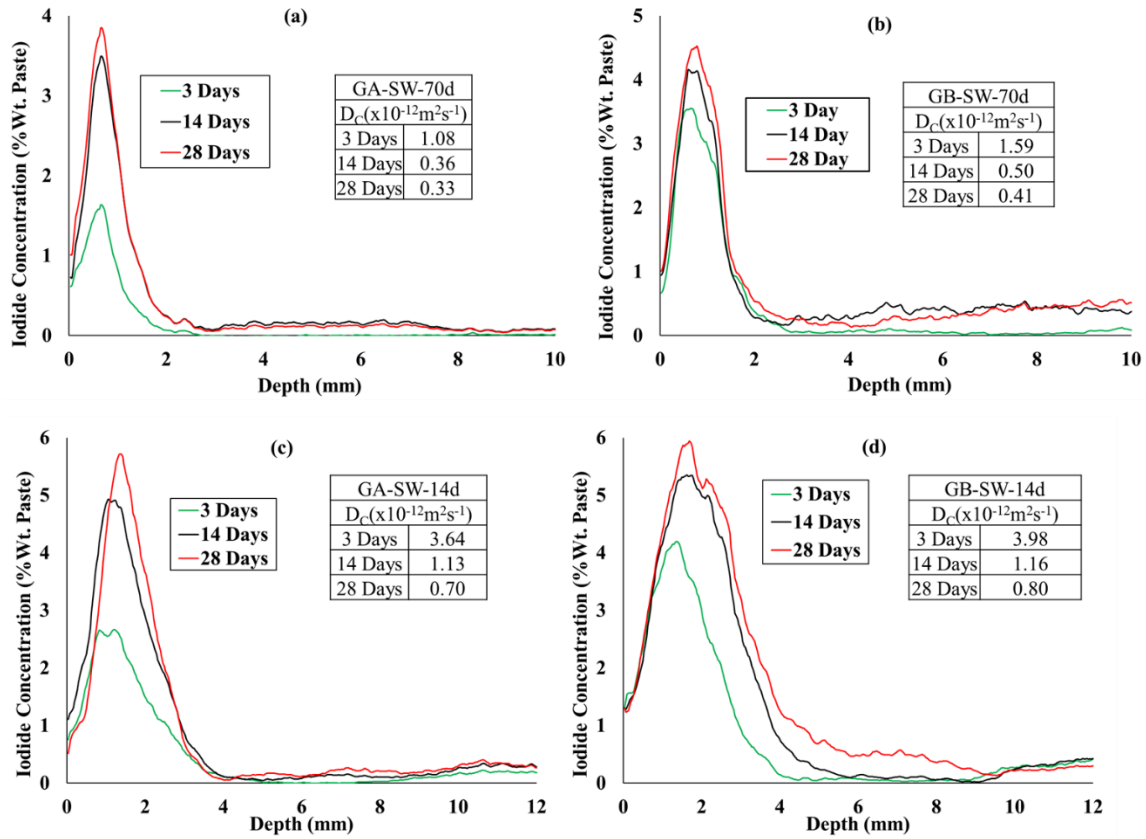 (a)
Iodide Concentration (%Wt. Paste)
4
3
2
1
0
3 Days
14 Days
28 Days
GA-SW-70d
D_C(x10⁻¹²m²s⁻¹)
3 Days 1.08
14 Days 0.36
28 Days 0.33
0 2 4 6 8 10
Depth (mm)
(b)
Iodide Concentration (%Wt. Paste)
5
4
3
2
1
0
3 Day
14 Day
28 Day
GB-SW-70d
D_C(x10⁻¹²m²s⁻¹)
3 Days 1.59
14 Days 0.50
28 Days 0.41
0 2 4 6 8 10
Depth (mm)
(c)
Iodide Concentration (%Wt. Paste)
6
5
4
3
2
1
0
3 Days
14 Days
28 Days
GA-SW-14d
D_C(x10⁻¹²m²s⁻¹)
3 Days 3.64
14 Days 1.13
28 Days 0.70
0 2 4 6 8 10 12
Depth (mm)
(d)
Iodide Concentration (%Wt. Paste)
6
5
4
3
2
1
0
3 Days
14 Days
28 Days
GB-SW-14d
D_C(x10⁻¹²m²s⁻¹)
3 Days 3.98
14 Days 1.16
28 Days 0.80
0 2 4 6 8 10 12
Depth (mm)